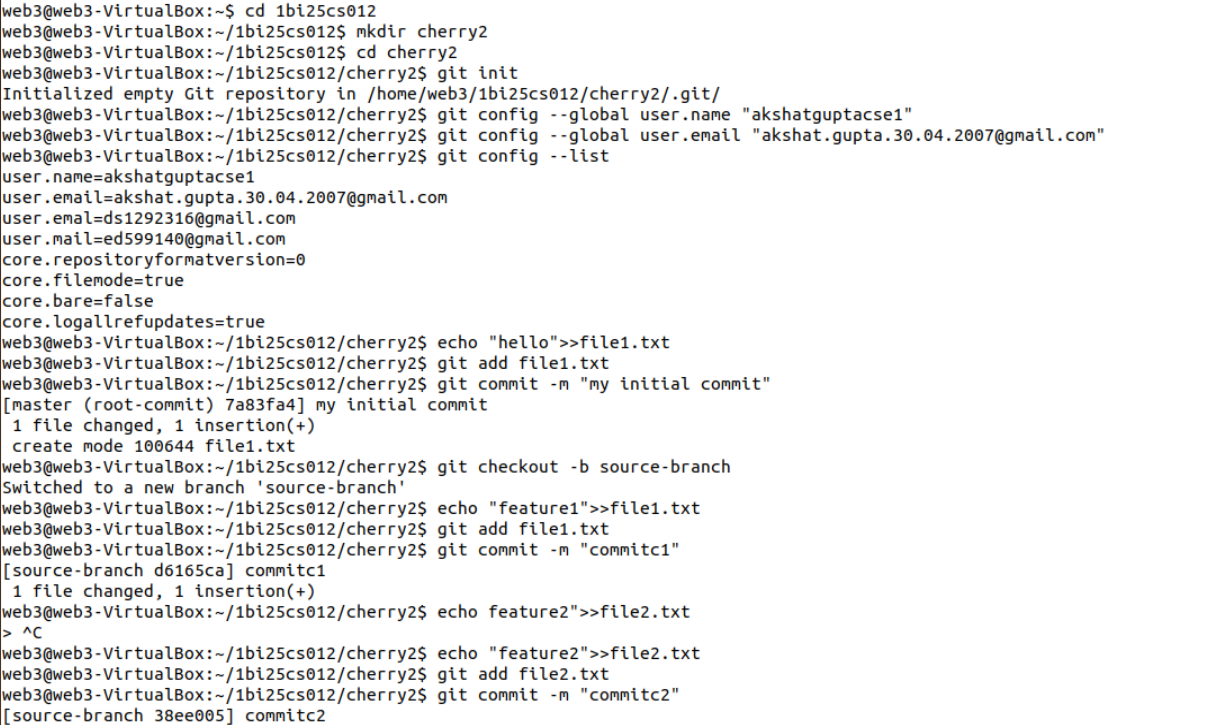 web3@web3-VirtualBox:~$ cd 1bi25cs012
web3@web3-VirtualBox:~/1bi25cs012$ mkdir cherry2
web3@web3-VirtualBox:~/1bi25cs012$ cd cherry2
web3@web3-VirtualBox:~/1bi25cs012/cherry2$ git init
Initialized empty Git repository in /home/web3/1bi25cs012/cherry2/.git/
web3@web3-VirtualBox:~/1bi25cs012/cherry2$ git config --global user.name "akshatguptacse1"
web3@web3-VirtualBox:~/1bi25cs012/cherry2$ git config --global user.email "akshat.gupta.30.04.2007@gmail.com"
web3@web3-VirtualBox:~/1bi25cs012/cherry2$ git config --list
user.name=akshatguptacse1
user.email=akshat.gupta.30.04.2007@gmail.com
user.emal=ds1292316@gmail.com
user.mail=ed599140@gmail.com
core.repositoryformatversion=0
core.filemode=true
core.bare=false
core.logallrefupdates=true
web3@web3-VirtualBox:~/1bi25cs012/cherry2$ echo "hello">>file1.txt
web3@web3-VirtualBox:~/1bi25cs012/cherry2$ git add file1.txt
web3@web3-VirtualBox:~/1bi25cs012/cherry2$ git commit -m "my initial commit"
[master (root-commit) 7a83fa4] my initial commit
 1 file changed, 1 insertion(+)
 create mode 100644 file1.txt
web3@web3-VirtualBox:~/1bi25cs012/cherry2$ git checkout -b source-branch
Switched to a new branch 'source-branch'
web3@web3-VirtualBox:~/1bi25cs012/cherry2$ echo "feature1">>file1.txt
web3@web3-VirtualBox:~/1bi25cs012/cherry2$ git add file1.txt
web3@web3-VirtualBox:~/1bi25cs012/cherry2$ git commit -m "commitc1"
[source-branch d6165ca] commitc1
 1 file changed, 1 insertion(+)
web3@web3-VirtualBox:~/1bi25cs012/cherry2$ echo feature2">>file2.txt
> ^C
web3@web3-VirtualBox:~/1bi25cs012/cherry2$ echo "feature2">>file2.txt
web3@web3-VirtualBox:~/1bi25cs012/cherry2$ git add file2.txt
web3@web3-VirtualBox:~/1bi25cs012/cherry2$ git commit -m "commitc2"
[source-branch 38ee005] commitc2